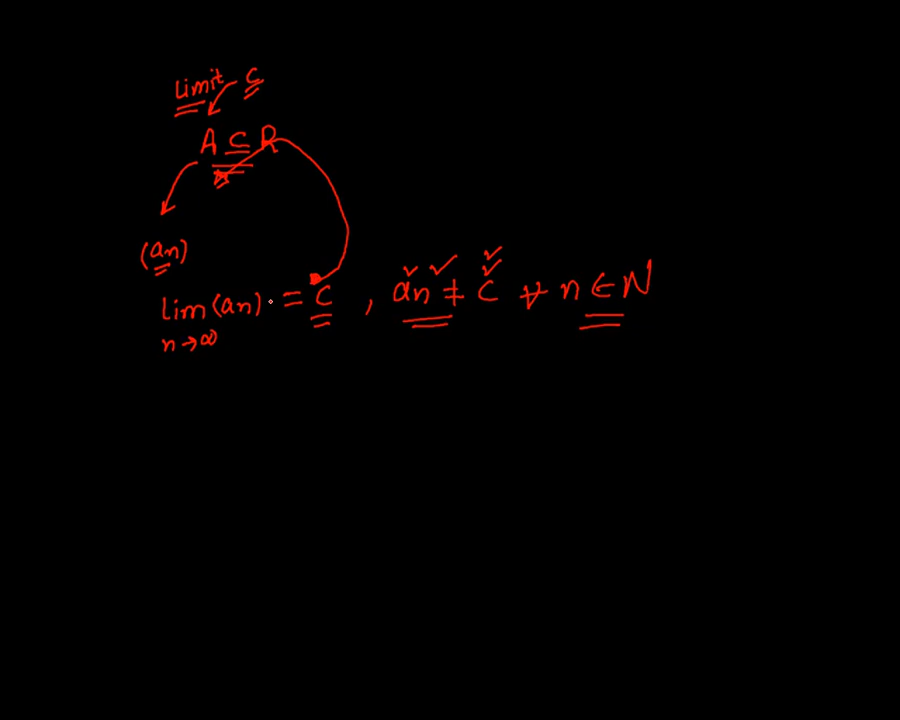 Limit c
A ⊆ R
(an)
lim (an) = c , an ≠ c ∀ n ∈ N
n→∞